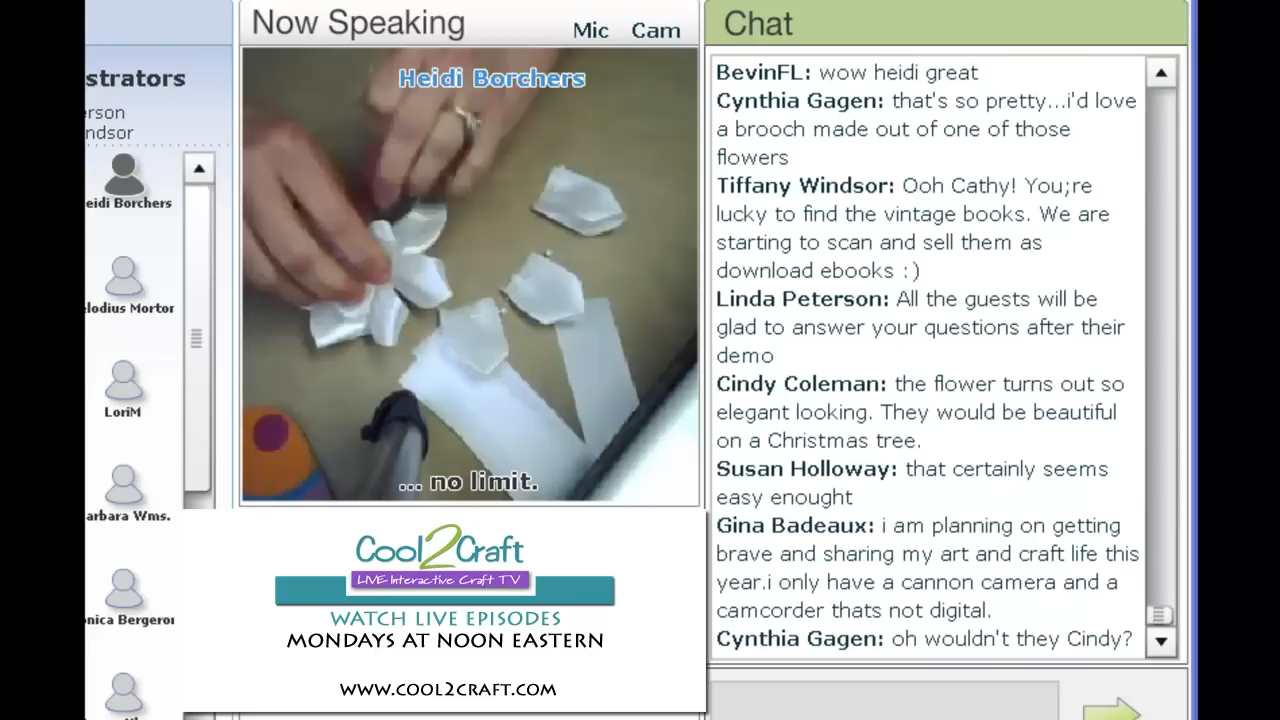 strators
erson
ndsor
eidi Borchers
elodius Mortor
LoriM
arbara Wms.
onica Bergeror
Now Speaking
Mic Cam
Heidi Borchers
... no limit.
Cool2Craft
LIVE Interactive Craft TV
WATCH LIVE EPISODES
MONDAYS AT NOON EASTERN
WWW.COOL2CRAFT.COM
Chat
BevinFL: wow heidi great
Cynthia Gagen: that's so pretty...i'd love
a brooch made out of one of those
flowers
Tiffany Windsor: Ooh Cathy! You;re
lucky to find the vintage books. We are
starting to scan and sell them as
download ebooks :)
Linda Peterson: All the guests will be
glad to answer your questions after their
demo
Cindy Coleman: the flower turns out so
elegant looking. They would be beautiful
on a Christmas tree.
Susan Holloway: that certainly seems
easy enought
Gina Badeaux: i am planning on getting
brave and sharing my art and craft life this
year.i only have a cannon camera and a
camcorder thats not digital.
Cynthia Gagen: oh wouldn't they Cindy?